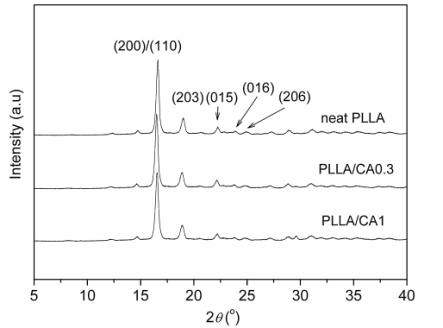 (200)/(110)
(203) (015) (016) (206)
neat PLLA
PLLA/CA0.3
PLLA/CA1
Intensity (a.u)
5 10 15 20 25 30 35 40
2θ (°)